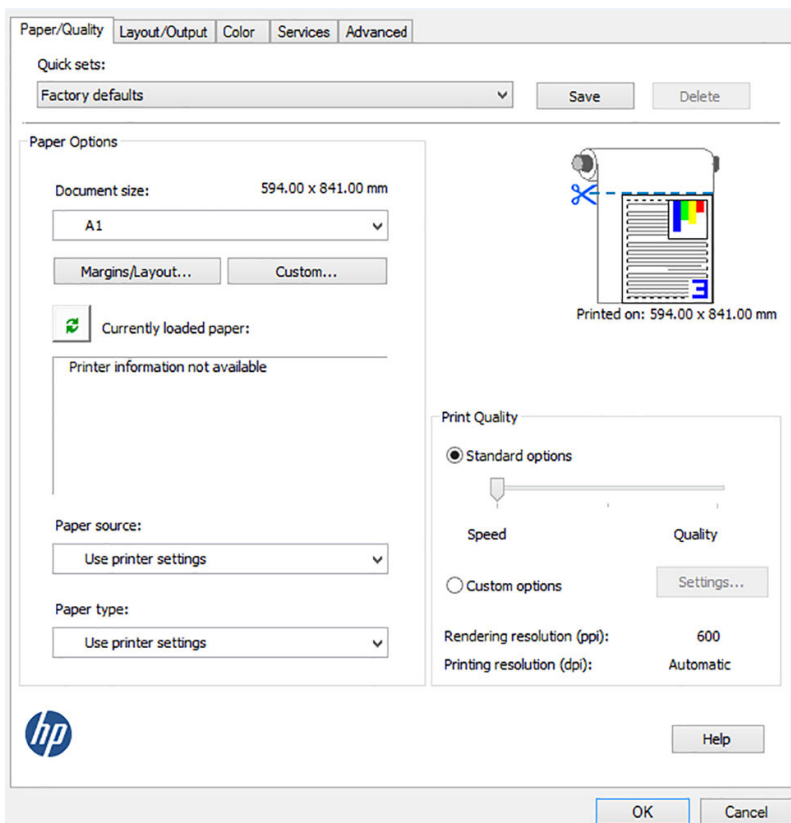 Paper/Quality Layout/Output Color Services Advanced
Quick sets:
Factory defaults Save Delete
Paper Options
Document size: 594.00 x 841.00 mm
A1
Margins/Layout... Custom...
Currently loaded paper:
Printer information not available
Paper source:
Use printer settings
Paper type:
Use printer settings
3
Printed on: 594.00 x 841.00 mm
Print Quality
Standard options
Speed Quality
Custom options Settings...
Rendering resolution (ppi): 600
Printing resolution (dpi): Automatic
hp
Help
OK Cancel